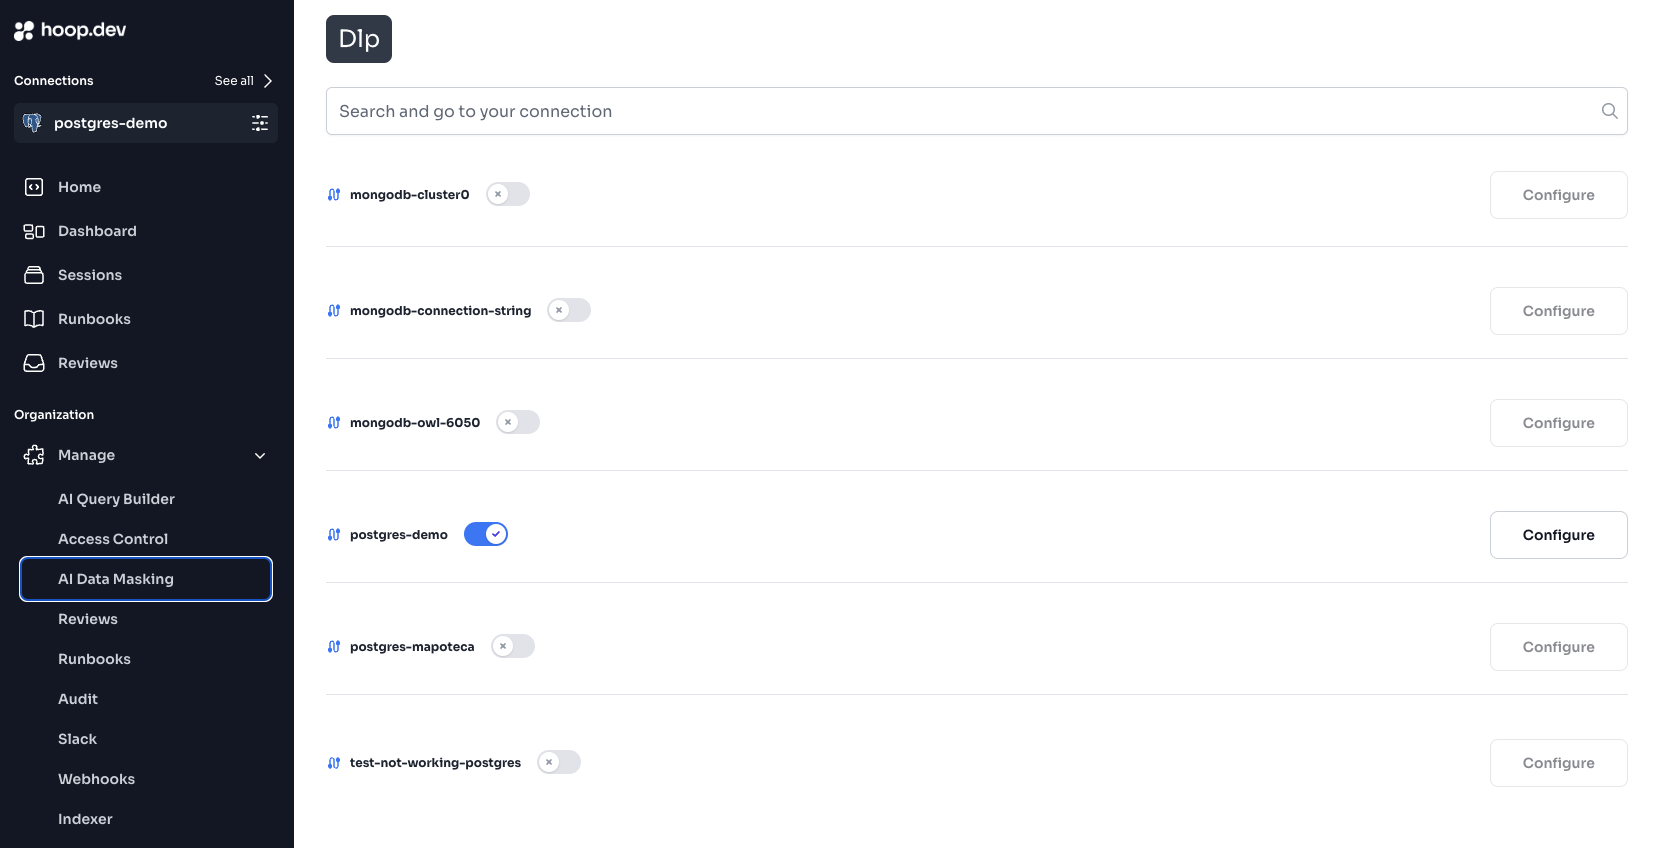 hoop.dev
Connections
See all
postgres-demo
Home
Dashboard
Sessions
Runbooks
Reviews
Organization
Manage
AI Query Builder
Access Control
AI Data Masking
Reviews
Runbooks
Audit
Slack
Webhooks
Indexer
Dlp
Search and go to your connection
mongodb-cluster0
Configure
mongodb-connection-string
Configure
mongodb-owl-6050
Configure
postgres-demo
Configure
postgres-mapoteca
Configure
test-not-working-postgres
Configure